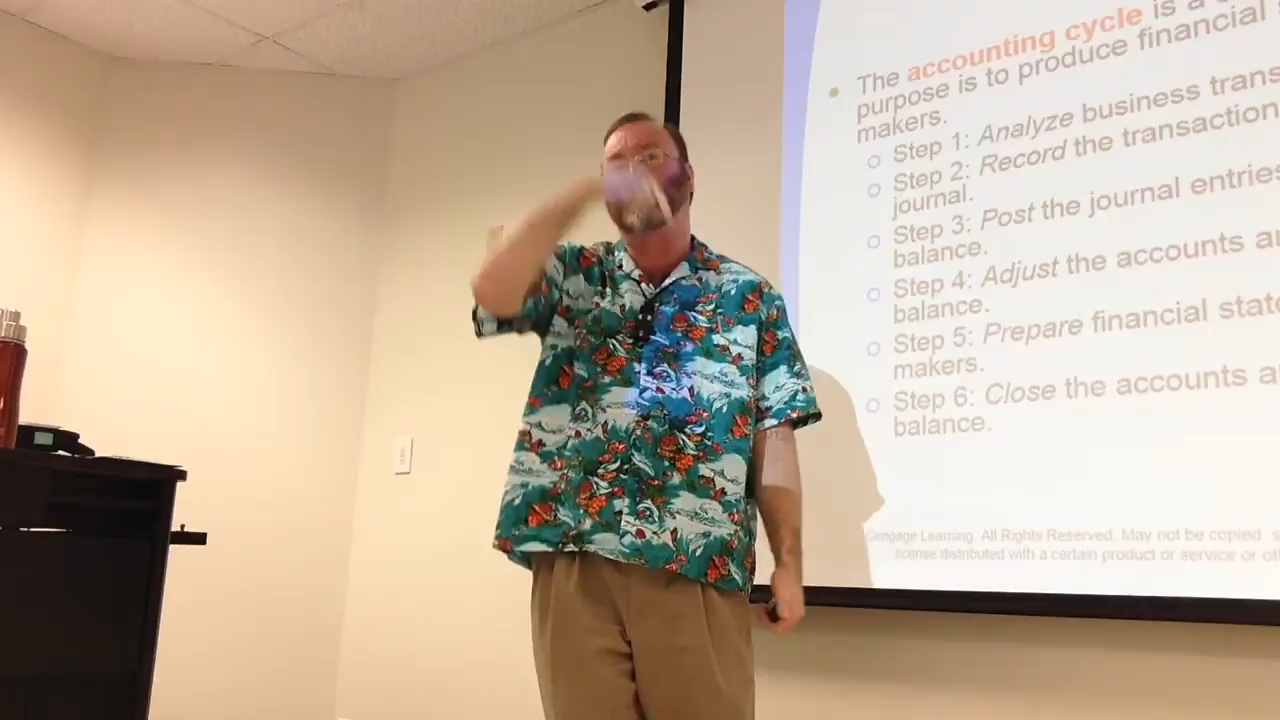 The accounting cycle is a
purpose is to produce financial
makers.
Step 1: Analyze business trans
Step 2: Record the transaction
journal.
Step 3: Post the journal entries
balance.
Step 4: Adjust the accounts a
balance.
Step 5: Prepare financial stat
makers.
Step 6: Close the accounts a
balance.
Cengage Learning. All Rights Reserved. May not be copied, s
license distributed with a certain product or service or ot